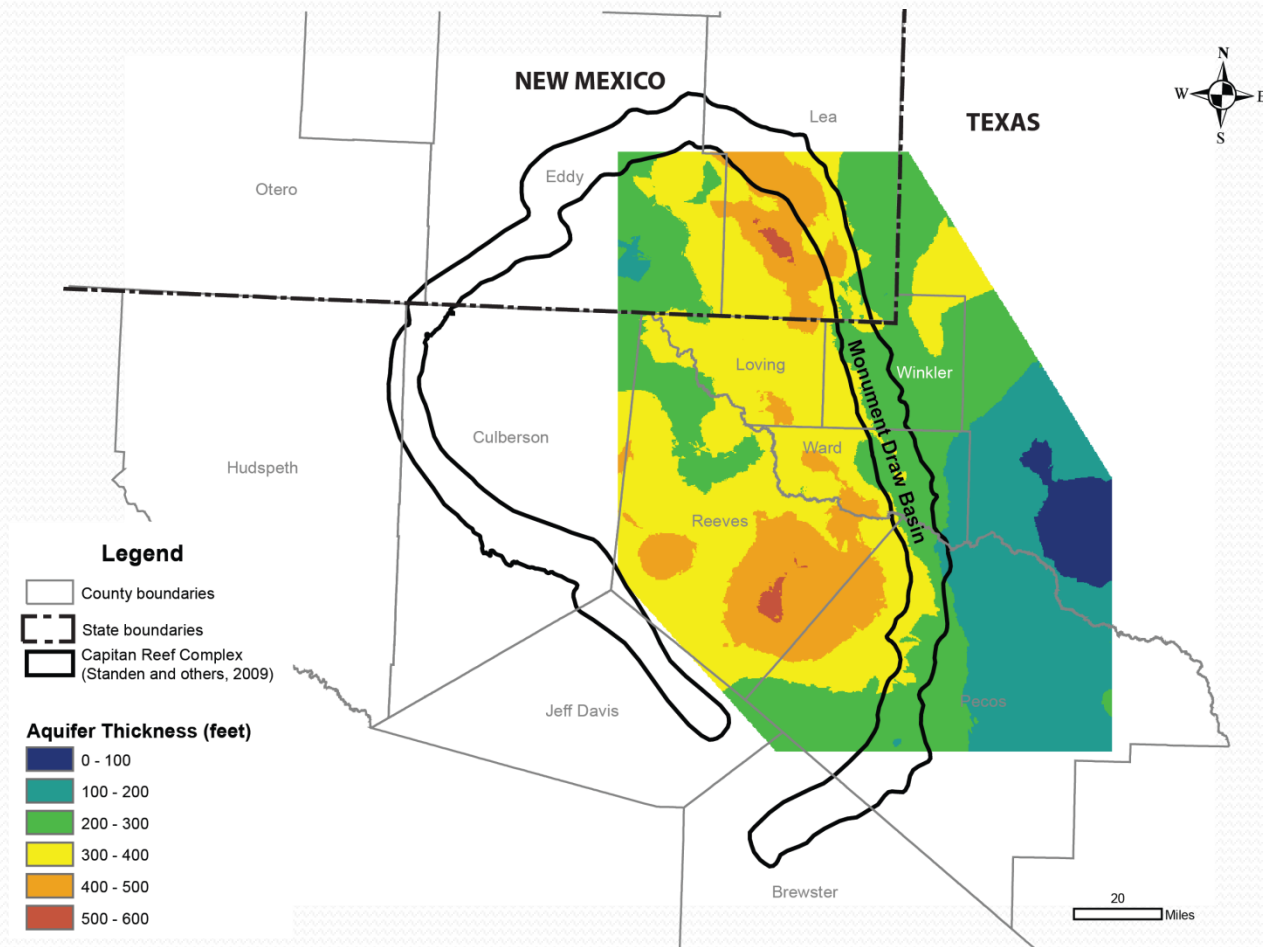 NEW MEXICO
TEXAS
N
W
E
S
Lea
Eddy
Otero
Loving
Winkler
Monument Draw Basin
Culberson
Ward
Hudspeth
Reeves
Pecos
Jeff Davis
Brewster
Legend
County boundaries
State boundaries
Capitan Reef Complex
(Standen and others, 2009)
Aquifer Thickness (feet)
0 - 100
100 - 200
200 - 300
300 - 400
400 - 500
500 - 600
20
Miles